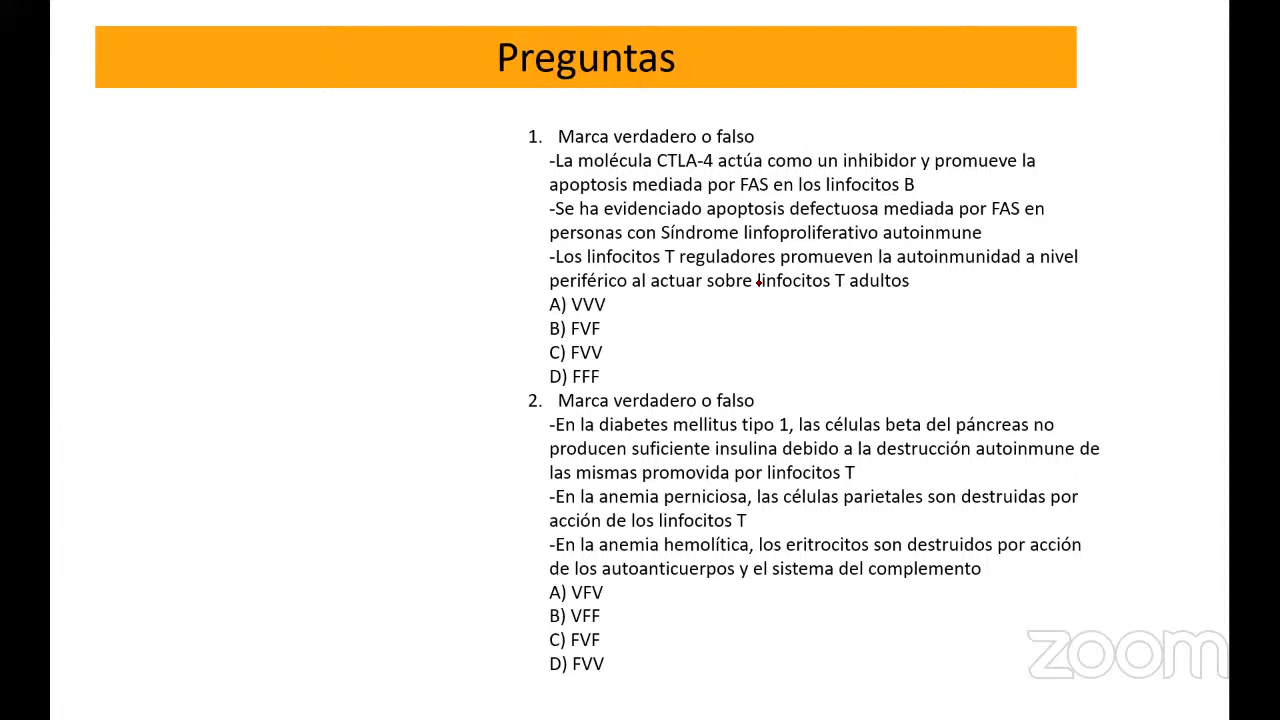 Preguntas
1. Marca verdadero o falso
-La molécula CTLA-4 actúa como un inhibidor y promueve la
apoptosis mediada por FAS en los linfocitos B
-Se ha evidenciado apoptosis defectuosa mediada por FAS en
personas con Síndrome linfoproliferativo autoinmune
-Los linfocitos T reguladores promueven la autoinmunidad a nivel
periférico al actuar sobre linfocitos T adultos
A) VVV
B) FVF
C) FVV
D) FFF
2. Marca verdadero o falso
-En la diabetes mellitus tipo 1, las células beta del páncreas no
producen suficiente insulina debido a la destrucción autoinmune de
las mismas promovida por linfocitos T
-En la anemia perniciosa, las células parietales son destruidas por
acción de los linfocitos T
-En la anemia hemolítica, los eritrocitos son destruidos por acción
de los autoanticuerpos y el sistema del complemento
A) VFV
B) VFF
C) FVF
D) FVV
zoom